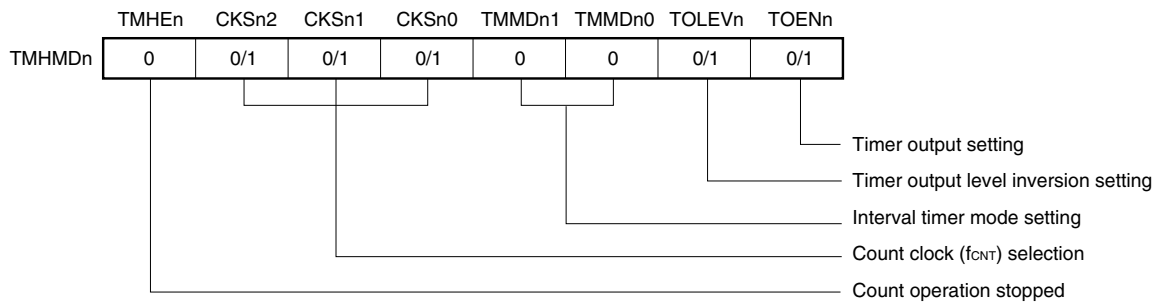 TMHEn CKSn2 CKSn1 CKSn0 TMMDn1 TMMDn0 TOLEVn TOENn
TMHMDn 0 0/1 0/1 0/1 0 0 0/1 0/1
Timer output setting
Timer output level inversion setting
Interval timer mode setting
Count clock (fCNT) selection
Count operation stopped